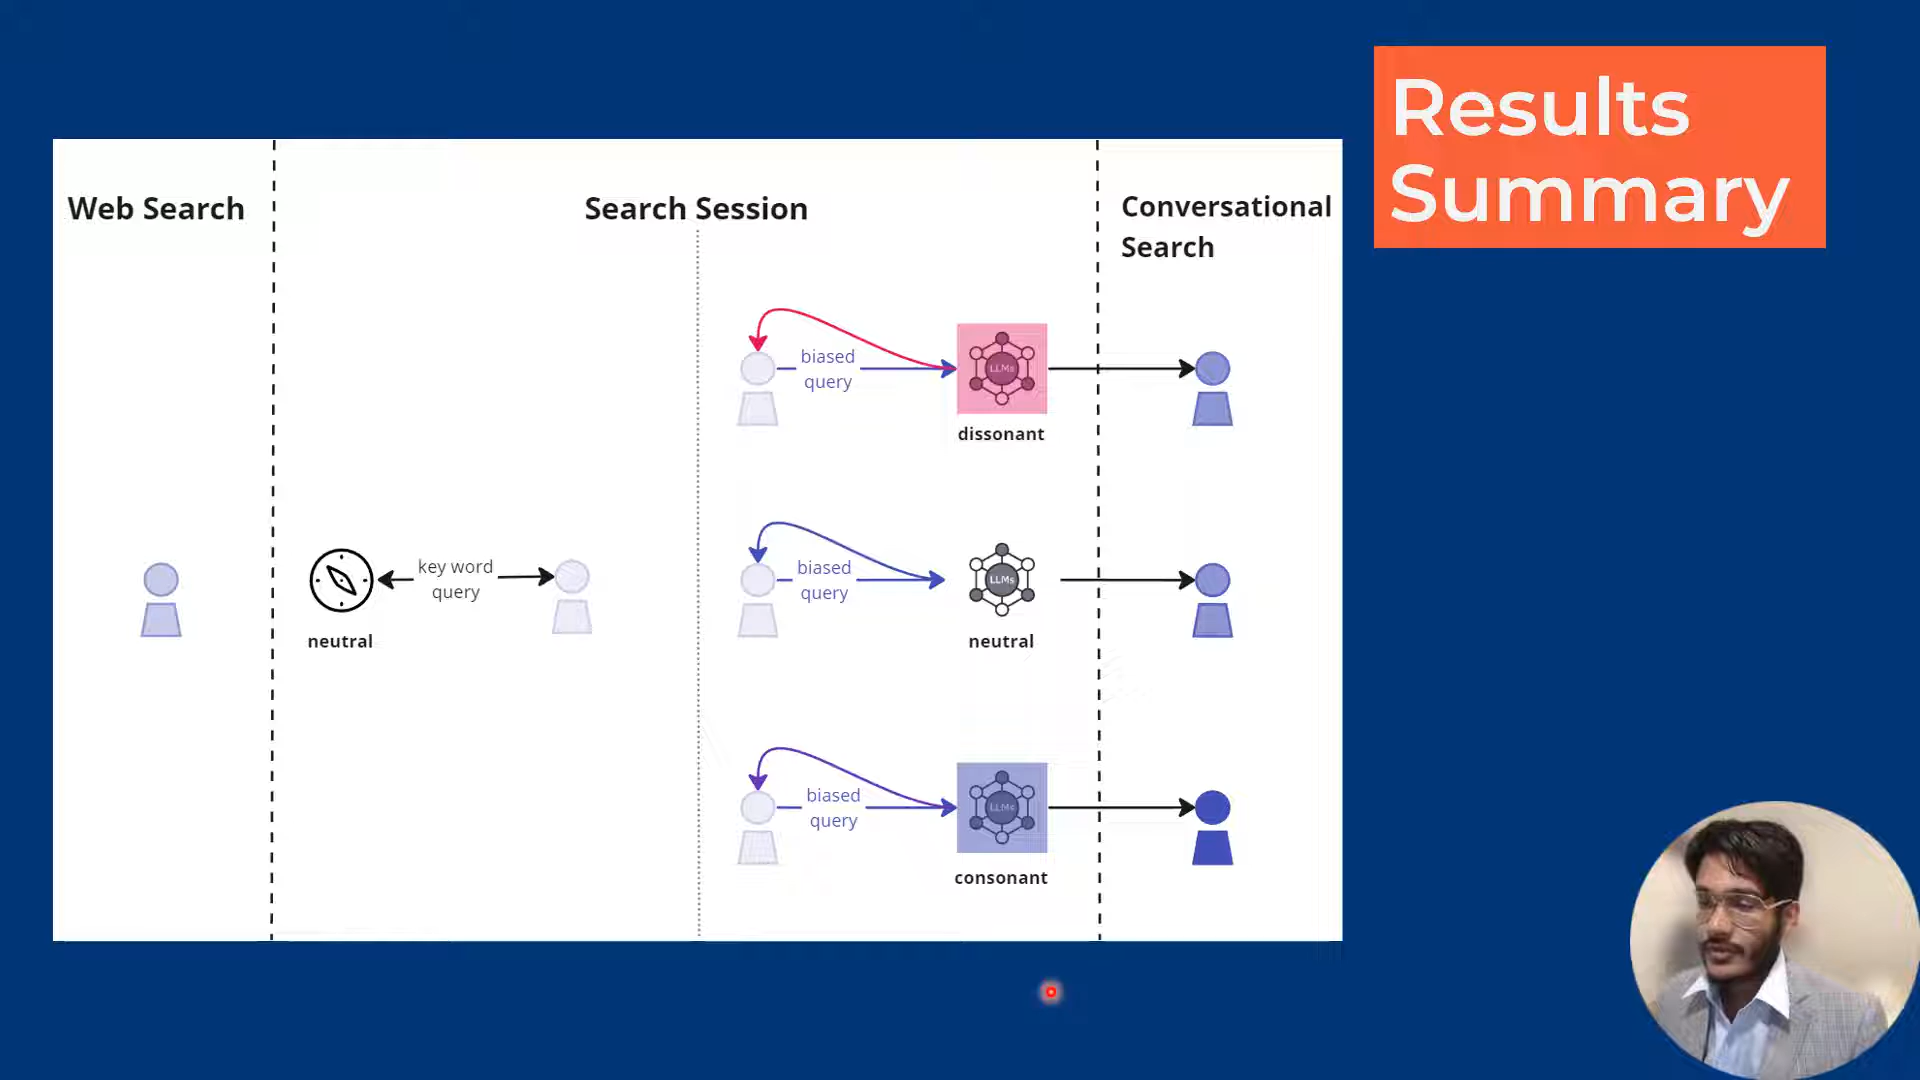 Results
Summary
Web Search
Search Session
Conversational
Search
biased
query
LLMs
dissonant
key word
query
neutral
biased
query
LLMs
neutral
biased
query
LLMs
consonant